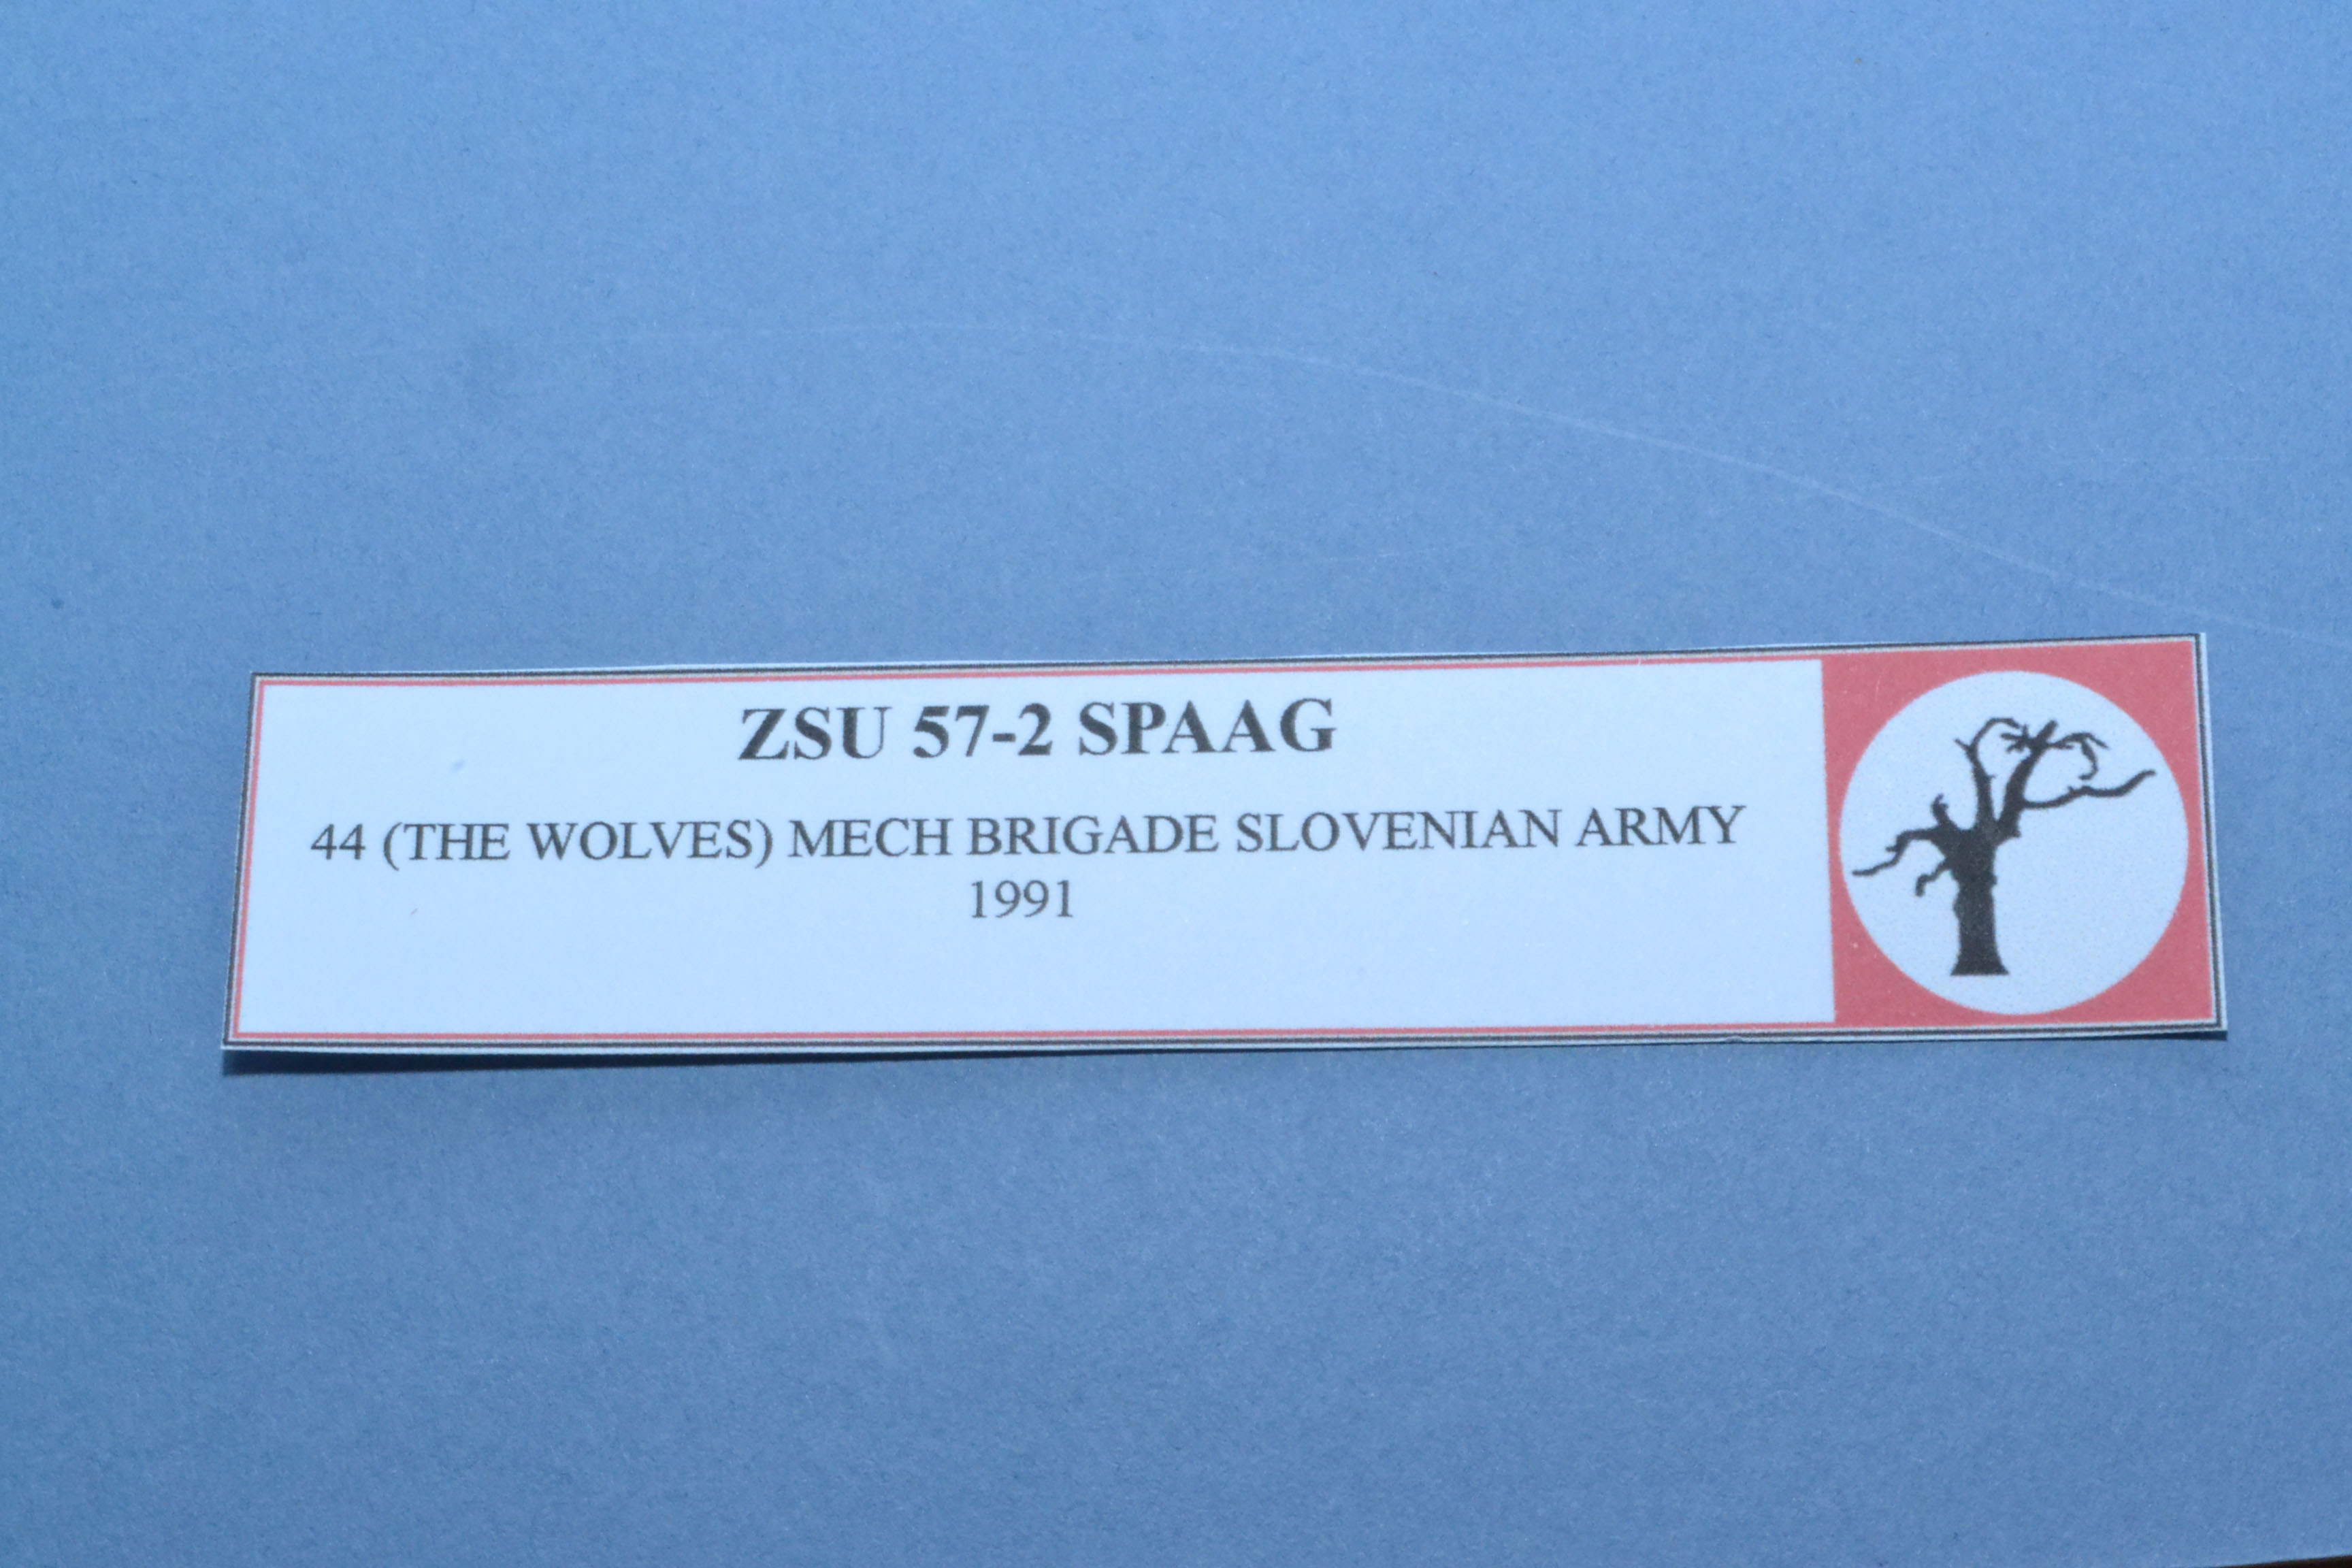 ZSU 57-2 SPAAG
44 (THE WOLVES) MECH BRIGADE SLOVENIAN ARMY
1991